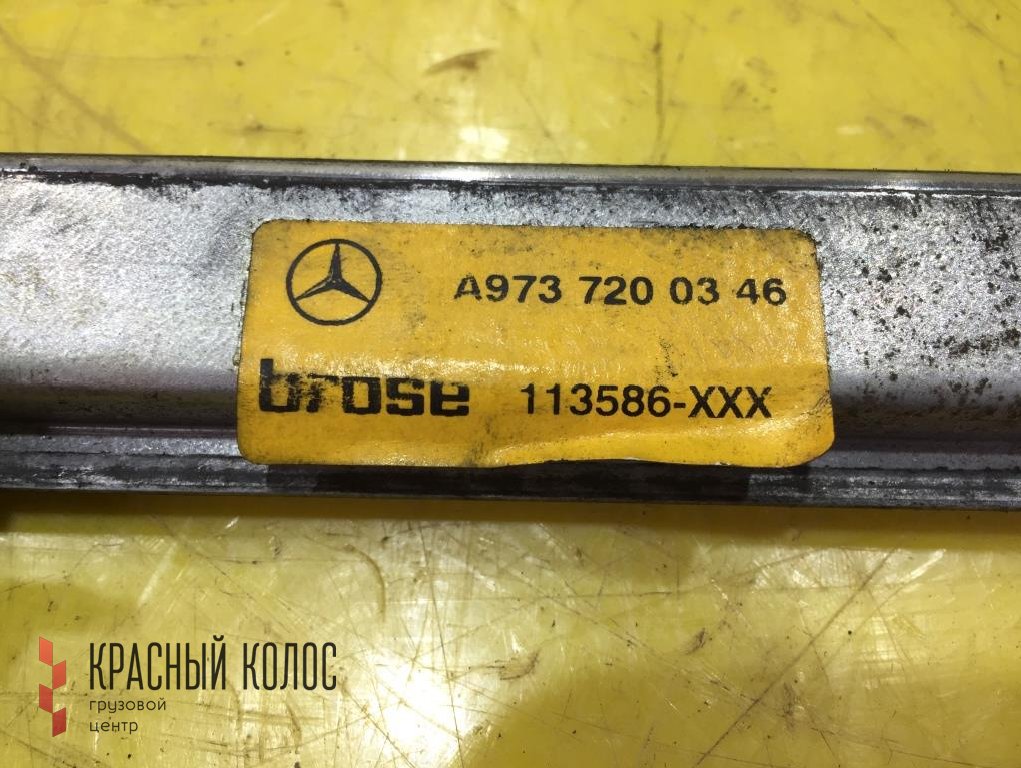 A973 720 03 46
brose 113586-XXX
КРАСНЫЙ КОЛОС
грузовой
центр